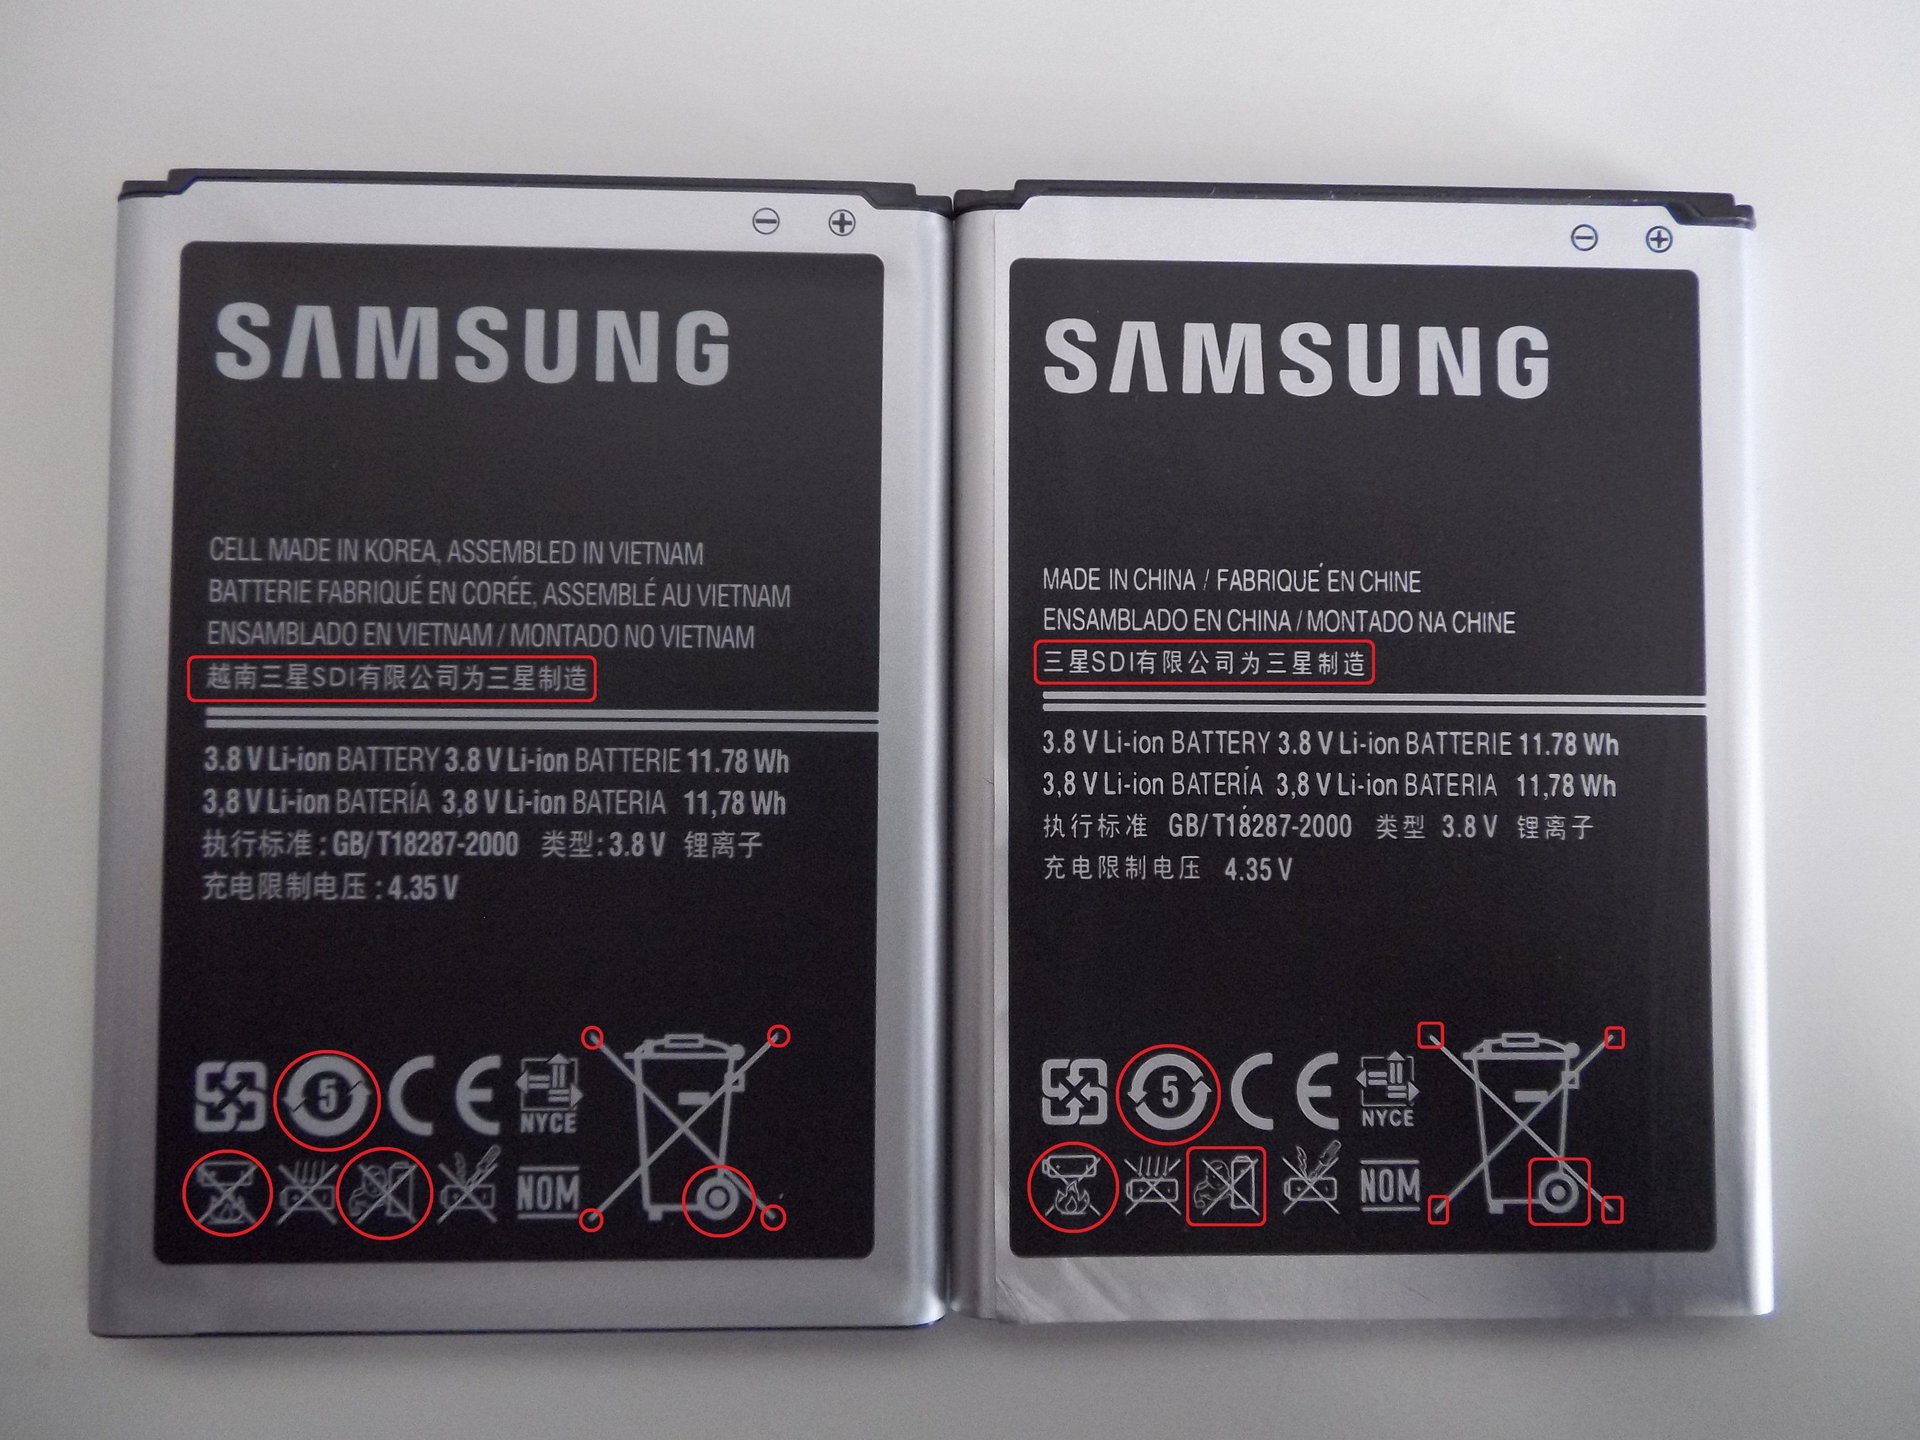 SAMSUNG
CELL MADE IN KOREA, ASSEMBLED IN VIETNAM
BATTERIE FABRIQUÉ EN CORÉE, ASSEMBLÉ AU VIETNAM
ENSAMBLADO EN VIETNAM / MONTADO NO VIETNAM
越南三星SDI有限公司为三星制造
3.8 V Li-ion BATTERY 3.8 V Li-ion BATTERIE 11.78 Wh
3,8 V Li-ion BATERÍA 3,8 V Li-ion BATERIA 11,78 Wh
执行标准 : GB/T18287-2000 类型: 3.8 V 锂离子
充电限制电压 : 4.35 V
5 CE NYCE
NOM
SAMSUNG
MADE IN CHINA / FABRIQUÉ EN CHINE
ENSAMBLADO EN CHINA / MONTADO NA CHINE
三星SDI有限公司为三星制造
3.8 V Li-ion BATTERY 3.8 V Li-ion BATTERIE 11.78 Wh
3,8 V Li-ion BATERÍA 3,8 V Li-ion BATERIA 11,78 Wh
执行标准 GB/T18287-2000 类型 3.8 V 锂离子
充电限制电压 4.35 V
5 CE NYCE
NOM